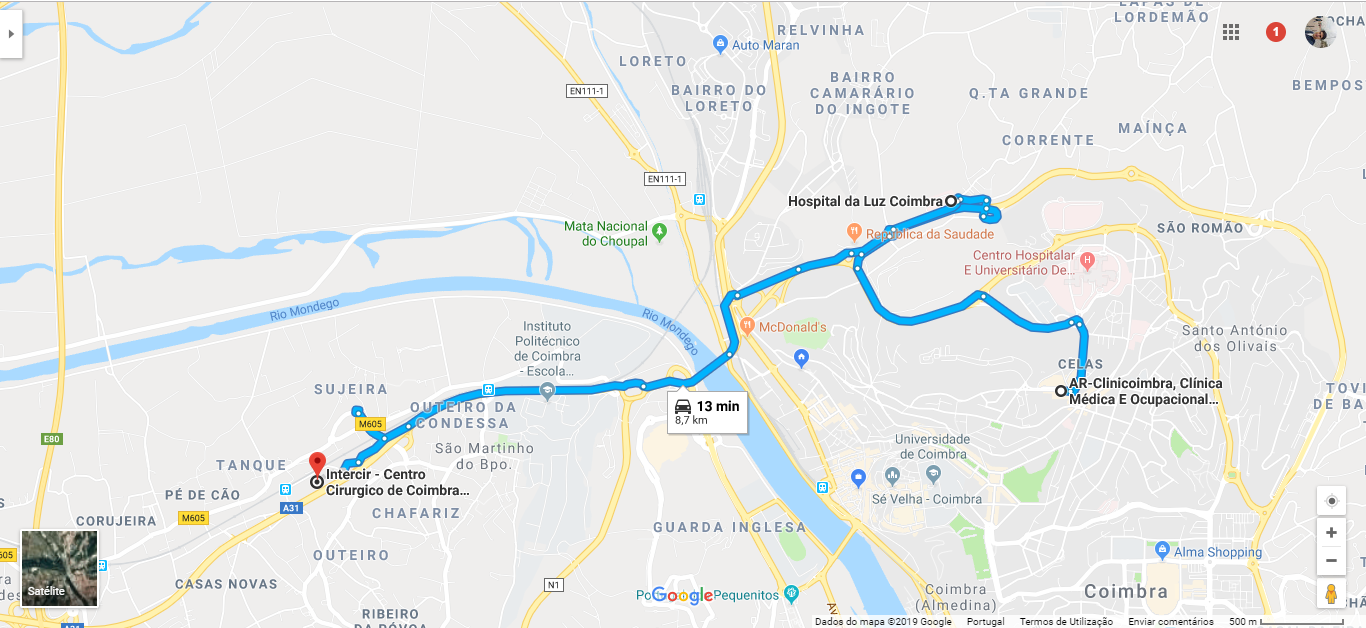 LAPAS DE
LORDEMÃO
1
RELVINHA
Auto Maran
LORETO
BAIRRO
CAMARÁRIO
DO INGOTE
Q.TA GRANDE
BEMPOS
EN111-1
BAIRRO DO
LORETO
MAÍNÇA
CORRENTE
EN111-1
Hospital da Luz Coimbra
Mata Nacional
do Choupal
República da Saudade
SÃO ROMÃO
Centro Hospitalar
E Universitário De...
Rio Mondego
Rio Mondego
Instituto
Politécnico
de Coimbra
- Escola...
McDonald's
Santo António
dos Olivais
CELAS
SUJEIRA
AR-Clinicoimbra, Clínica
Médica E Ocupacional...
TOVI
DE BA
OUTEIRO DA
CONDESSA
13 min
8,7 km
M605
E80
São Martinho
do Bpo.
Universidade
de Coimbra
TANQUE
Intercir - Centro
Cirurgico de Coimbra...
PÉ DE CÃO
Sé Velha - Coimbra
A31
CHAFARIZ
CORUJEIRA
M605
GUARDA INGLESA
605
OUTEIRO
Alma Shopping
CASAS NOVAS
N1
Satélite
Coimbra
(Almedina)
Coimbra
Google
Pequenitos
RIBEIRO
DA PÓVOA
A31
Dados do mapa ©2019 Google
Portugal
Termos de Utilização
Enviar comentários
500 m